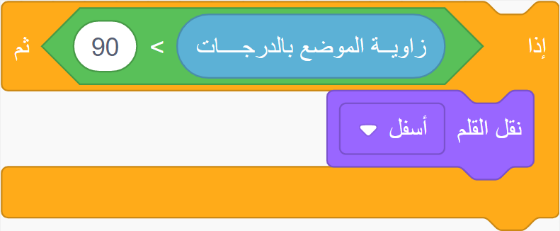 إذا زاويـة الموضع بالدرجـــات > 90 ثم
نقل القلم أسفل